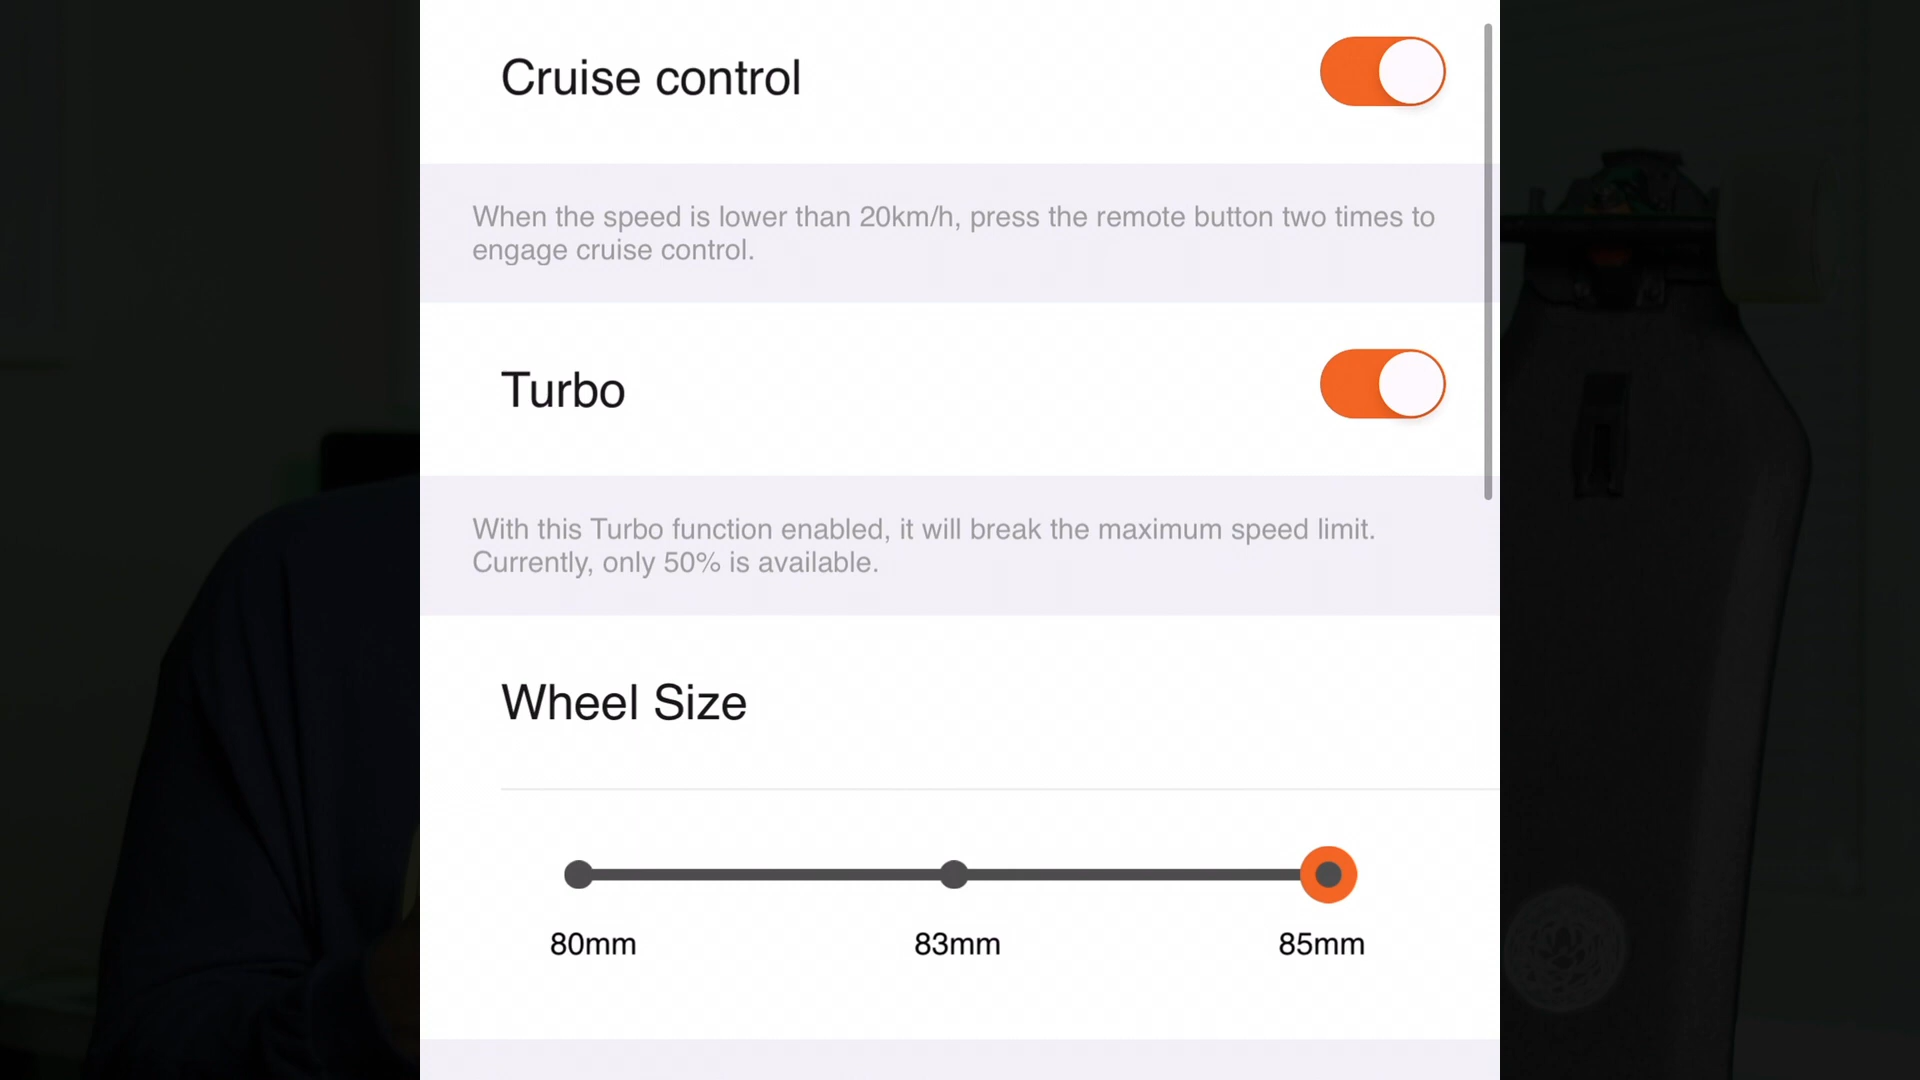 Cruise control
When the speed is lower than 20km/h, press the remote button two times to
engage cruise control.
Turbo
With this Turbo function enabled, it will break the maximum speed limit.
Currently, only 50% is available.
Wheel Size
80mm 83mm 85mm